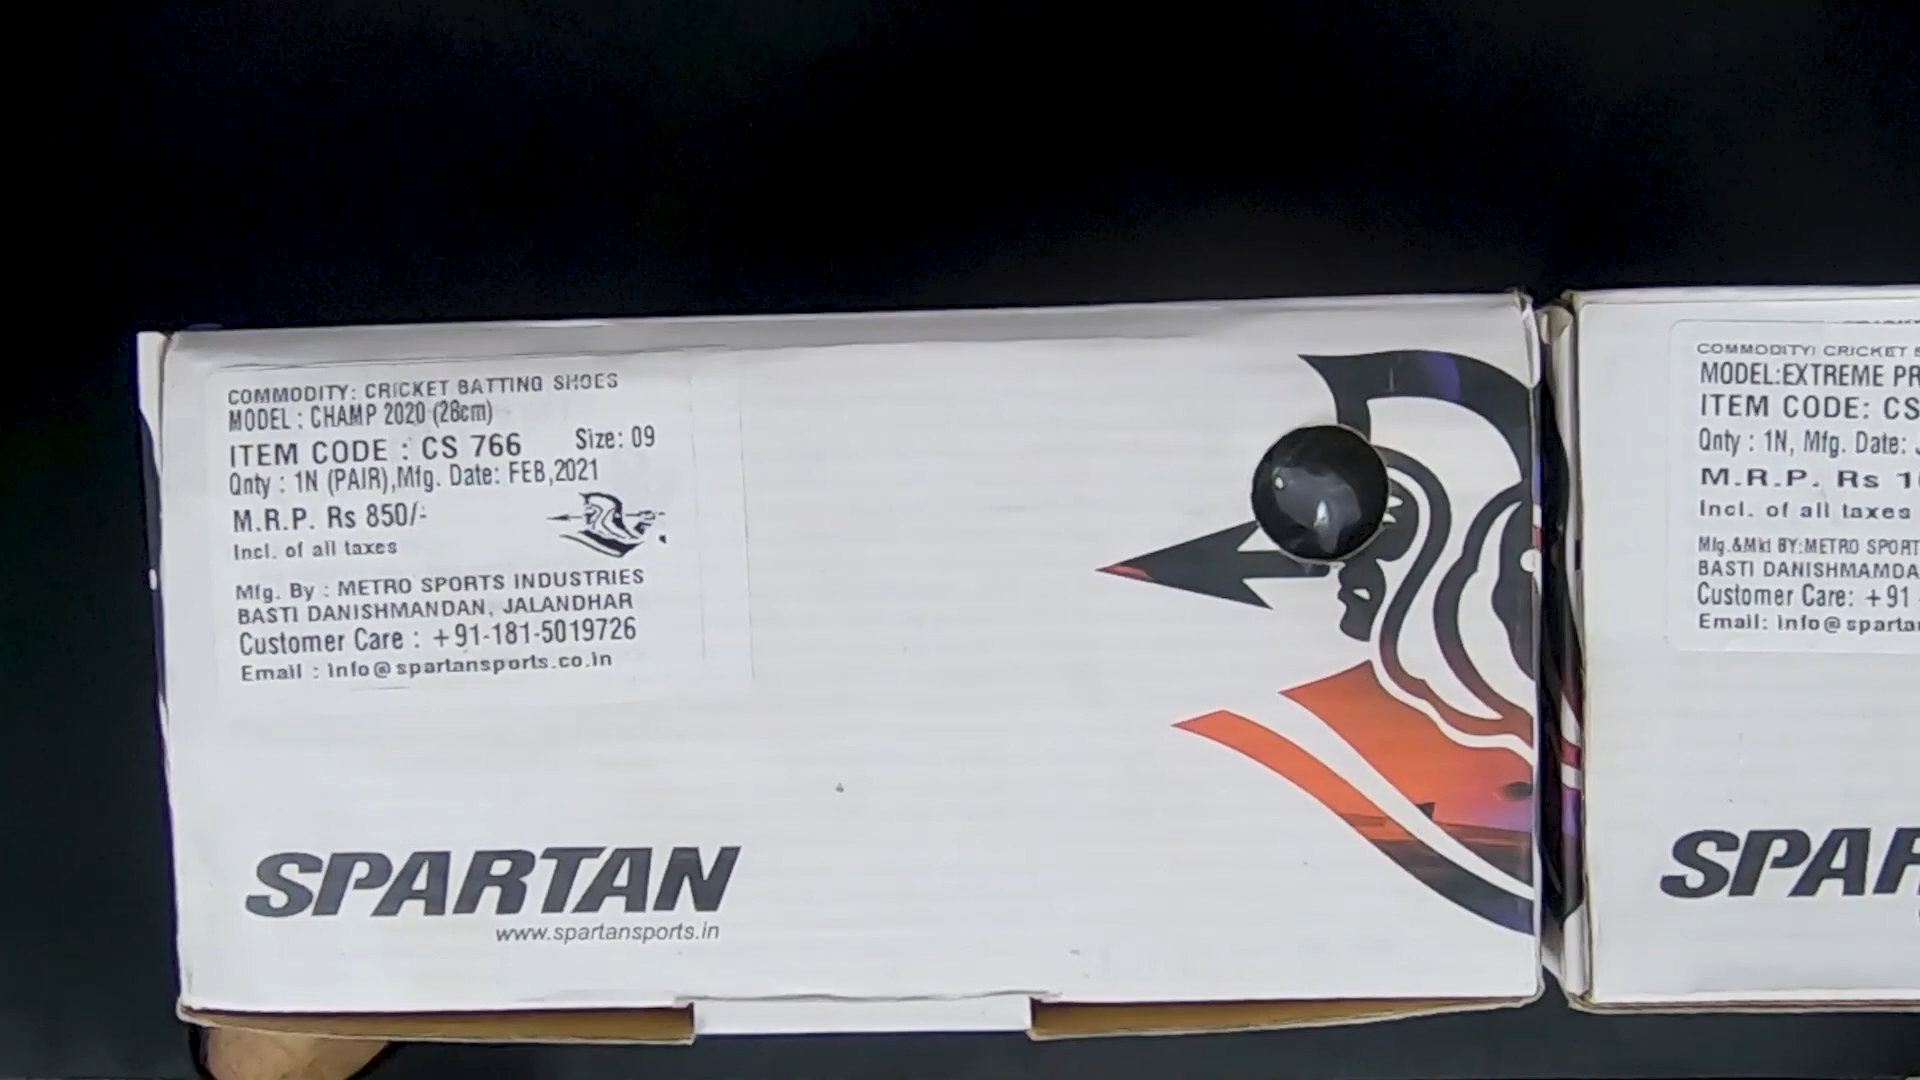 COMMODITY: CRICKET BATTING SHOES
MODEL : CHAMP 2020 (28cm)
ITEM CODE : CS 766 Size: 09
Qnty : 1N (PAIR),Mfg. Date: FEB,2021
M.R.P. Rs 850/-
Incl. of all taxes
Mfg. By : METRO SPORTS INDUSTRIES
BASTI DANISHMANDAN, JALANDHAR
Customer Care : +91-181-5019726
Email : info@spartansports.co.in
SPARTAN
www.spartansports.in
COMMODITY: CRICKET
MODEL:EXTREME
ITEM CODE: CS
Qnty : 1N, Mfg. Date:
M.R.P. Rs
Incl. of all taxes
Mfg.&Mkt BY:METRO
BASTI
Customer Care: +91
Email: